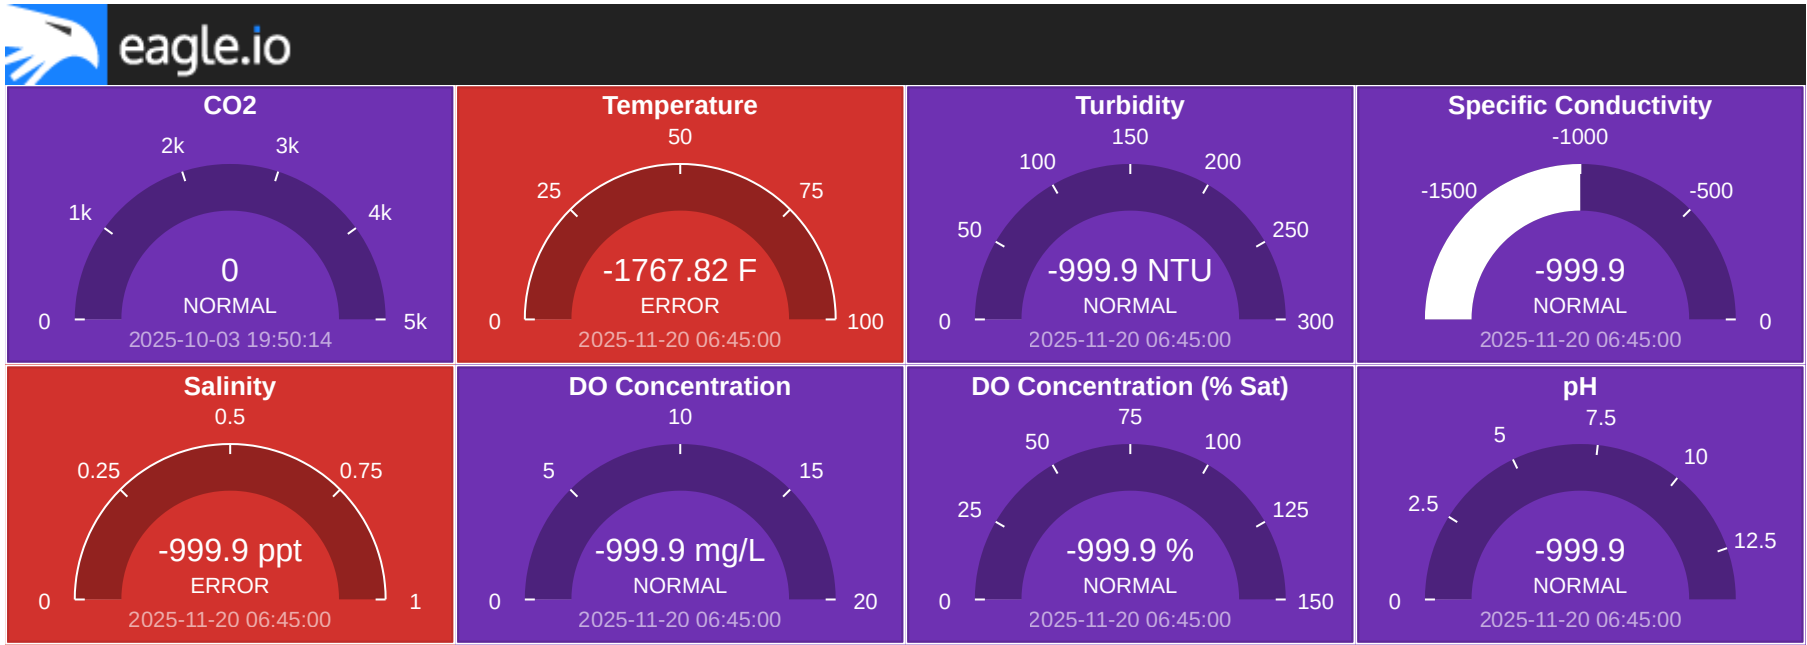 eagle.io
CO2
2k
3k
1k
4k
0
0
5k
NORMAL
2025-10-03 19:50:14
Temperature
50
25
75
-1767.82 F
ERROR
0
100
2025-11-20 06:45:00
Turbidity
150
100
200
50
250
-999.9 NTU
NORMAL
0
300
2025-11-20 06:45:00
Specific Conductivity
-1000
-1500
-500
-999.9
NORMAL
0
2025-11-20 06:45:00
Salinity
0.5
0.25
0.75
-999.9 ppt
ERROR
0
1
2025-11-20 06:45:00
DO Concentration
10
5
15
-999.9 mg/L
NORMAL
0
20
2025-11-20 06:45:00
DO Concentration (% Sat)
75
50
100
25
125
-999.9 %
NORMAL
0
150
2025-11-20 06:45:00
pH
7.5
5
10
2.5
12.5
-999.9
NORMAL
0
2025-11-20 06:45:00